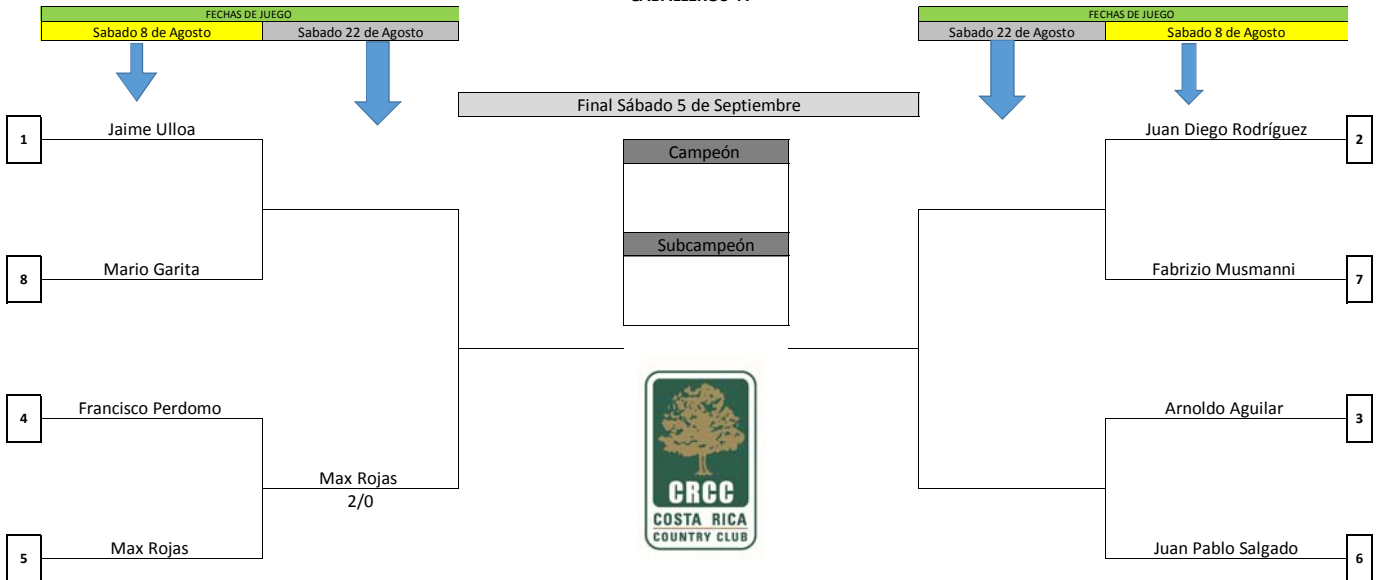 FECHAS DE JUEGO
FECHAS DE JUEGO
Sabado 8 de Agosto
Sabado 22 de Agosto
Sabado 22 de Agosto
Sabado 8 de Agosto
Final Sábado 5 de Septiembre
1
Jaime Ulloa
Juan Diego Rodríguez
2
Campeón
Subcampeón
8
Mario Garita
Fabrizio Musmanni
7
4
Francisco Perdomo
Arnoldo Aguilar
3
Max Rojas
2/0
CRCC
COSTA RICA
COUNTRY CLUB
5
Max Rojas
Juan Pablo Salgado
6